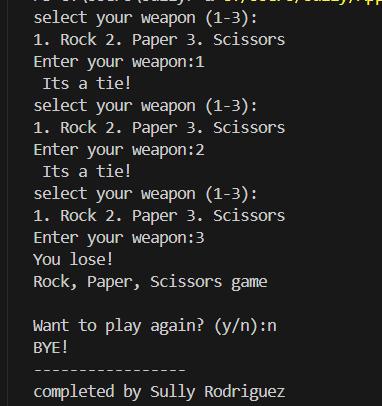 select your weapon (1-3):
1. Rock 2. Paper 3. Scissors
Enter your weapon:1
 Its a tie!
select your weapon (1-3):
1. Rock 2. Paper 3. Scissors
Enter your weapon:2
 Its a tie!
select your weapon (1-3):
1. Rock 2. Paper 3. Scissors
Enter your weapon:3
You lose!
Rock, Paper, Scissors game

Want to play again? (y/n):n
BYE!
-----------------
completed by Sully Rodriguez